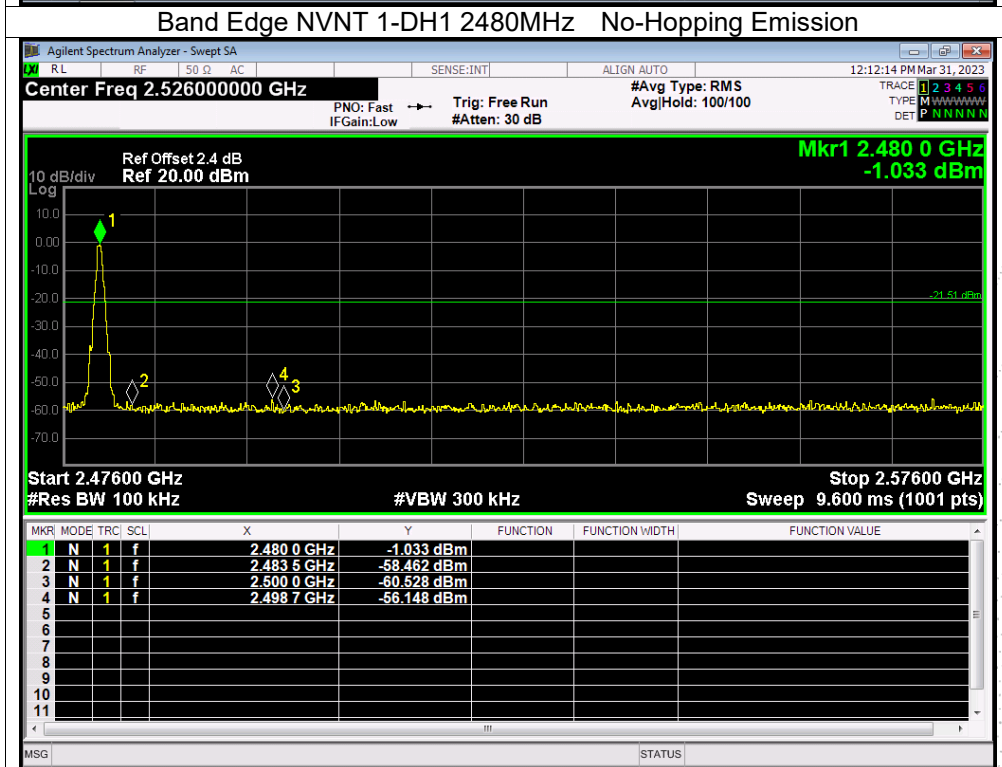 Band Edge NVNT 1-DH1 2480MHz No-Hopping Emission
Agilent Spectrum Analyzer - Swept SA
LXI RL RF 50 Ω AC SENSE:INT ALIGN AUTO 12:12:14 PM Mar 31, 2023
Center Freq 2.526000000 GHz #Avg Type: RMS TRACE 1 2 3 4 5 6
PNO: Fast Trig: Free Run Avg|Hold: 100/100 TYPE M WWWWW
IFGain:Low #Atten: 30 dB DET P N N N N N
Mkr1 2.480 0 GHz
-1.033 dBm
Ref Offset 2.4 dB
10 dB/div Ref 20.00 dBm
Log
10.0
1
0.00
-10.0
-20.0
-21.51 dBm
-30.0
-40.0
-50.0
2
4
3
-60.0
-70.0
Start 2.47600 GHz Stop 2.57600 GHz
#Res BW 100 kHz #VBW 300 kHz Sweep 9.600 ms (1001 pts)
MKR MODE TRC SCL X Y FUNCTION FUNCTION WIDTH FUNCTION VALUE
1 N 1 f 2.480 0 GHz -1.033 dBm
2 N 1 f 2.483 5 GHz -58.462 dBm
3 N 1 f 2.500 0 GHz -60.528 dBm
4 N 1 f 2.498 7 GHz -56.148 dBm
5
6
7
8
9
10
11
MSG STATUS